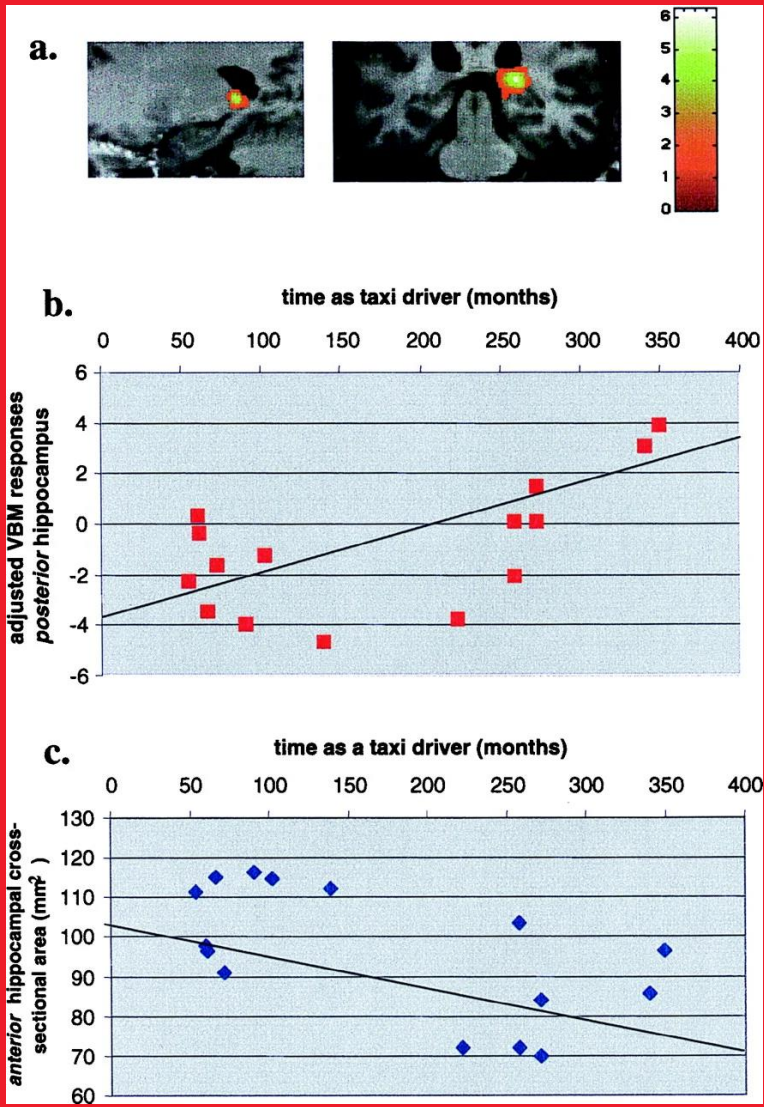 a.
6
5
4
3
2
1
0
b.
time as taxi driver (months)
0 50 100 150 200 250 300 350 400
6
4
2
0
-2
-4
-6
adjusted VBM responses
posterior hippocampus
c.
time as a taxi driver (months)
0 50 100 150 200 250 300 350 400
130
120
110
100
90
80
70
60
anterior hippocampal cross-
sectional area (mm²)